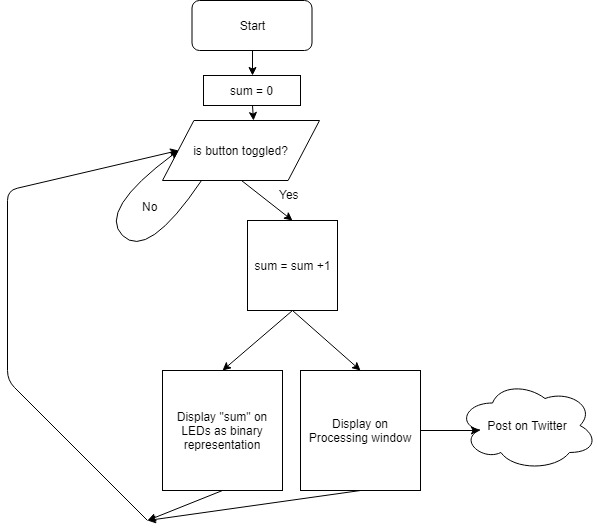 Start
sum = 0
is button toggled?
Yes
No
sum = sum +1
Display "sum" on
LEDs as binary
representation
Display on
Processing window
Post on Twitter